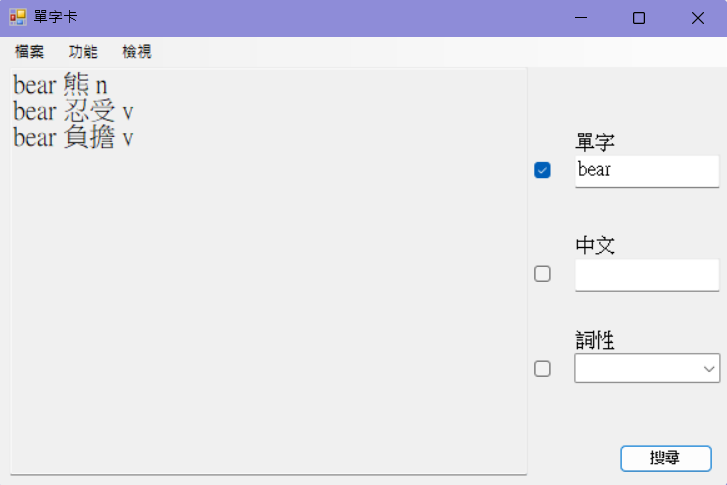 單字卡
檔案 功能 檢視
bear 熊 n
bear 忍受 v
bear 負擔 v
單字
bear
中文
詞性
搜尋